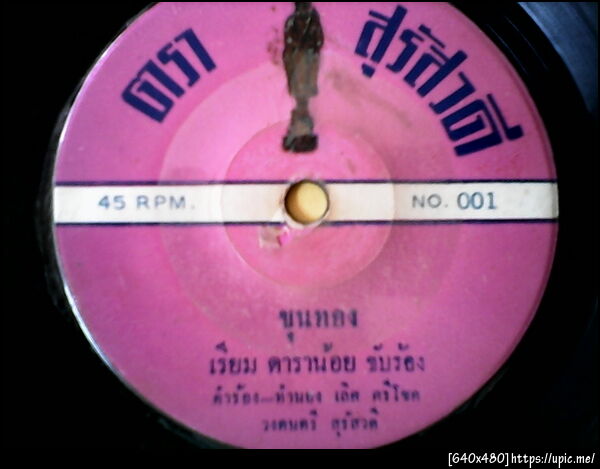 ตรา สุรัสวดี
45 RPM. NO. 001
ขุนทอง
เรียม ดาราน้อย ขับร้อง
คำร้อง-ทำนอง เลิศ ศรีโชค
วงดนตรี สุรัสวดี
[640x480]https://upic.me/